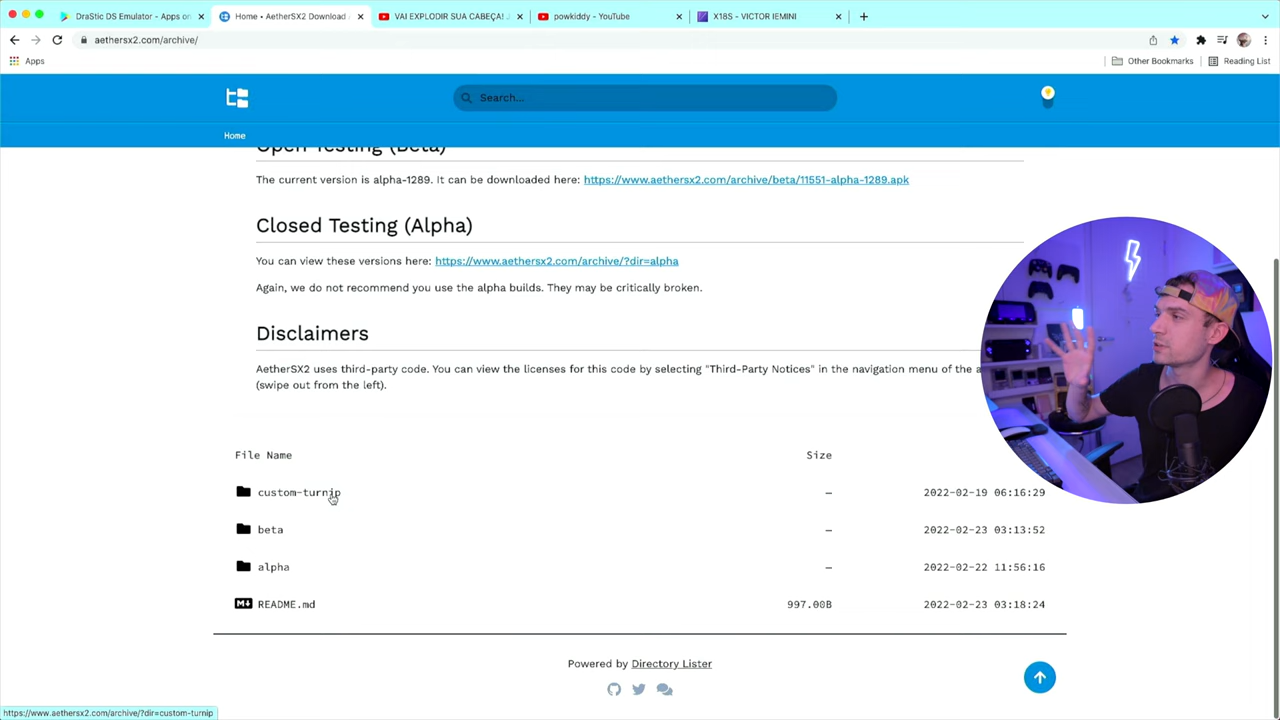 DraStic DS Emulator - Apps on
Home • AetherSX2 Download
VAI EXPLODIR SUA CABEÇA!
powkiddy - YouTube
X18S - VICTOR IEMINI
aethersx2.com/archive/
Apps
Other Bookmarks
Reading List
Search...
Home
Open Testing (Beta)
The current version is alpha-1289. It can be downloaded here: https://www.aethersx2.com/archive/beta/11551-alpha-1289.apk
Closed Testing (Alpha)
You can view these versions here: https://www.aethersx2.com/archive/?dir=alpha
Again, we do not recommend you use the alpha builds. They may be critically broken.
Disclaimers
AetherSX2 uses third-party code. You can view the licenses for this code by selecting "Third-Party Notices" in the navigation menu of the
(swipe out from the left).
File Name
Size
custom-turnip
—
2022-02-19 06:16:29
beta
—
2022-02-23 03:13:52
alpha
—
2022-02-22 11:56:16
README.md
997.00B
2022-02-23 03:18:24
Powered by Directory Lister
https://www.aethersx2.com/archive/?dir=custom-turnip